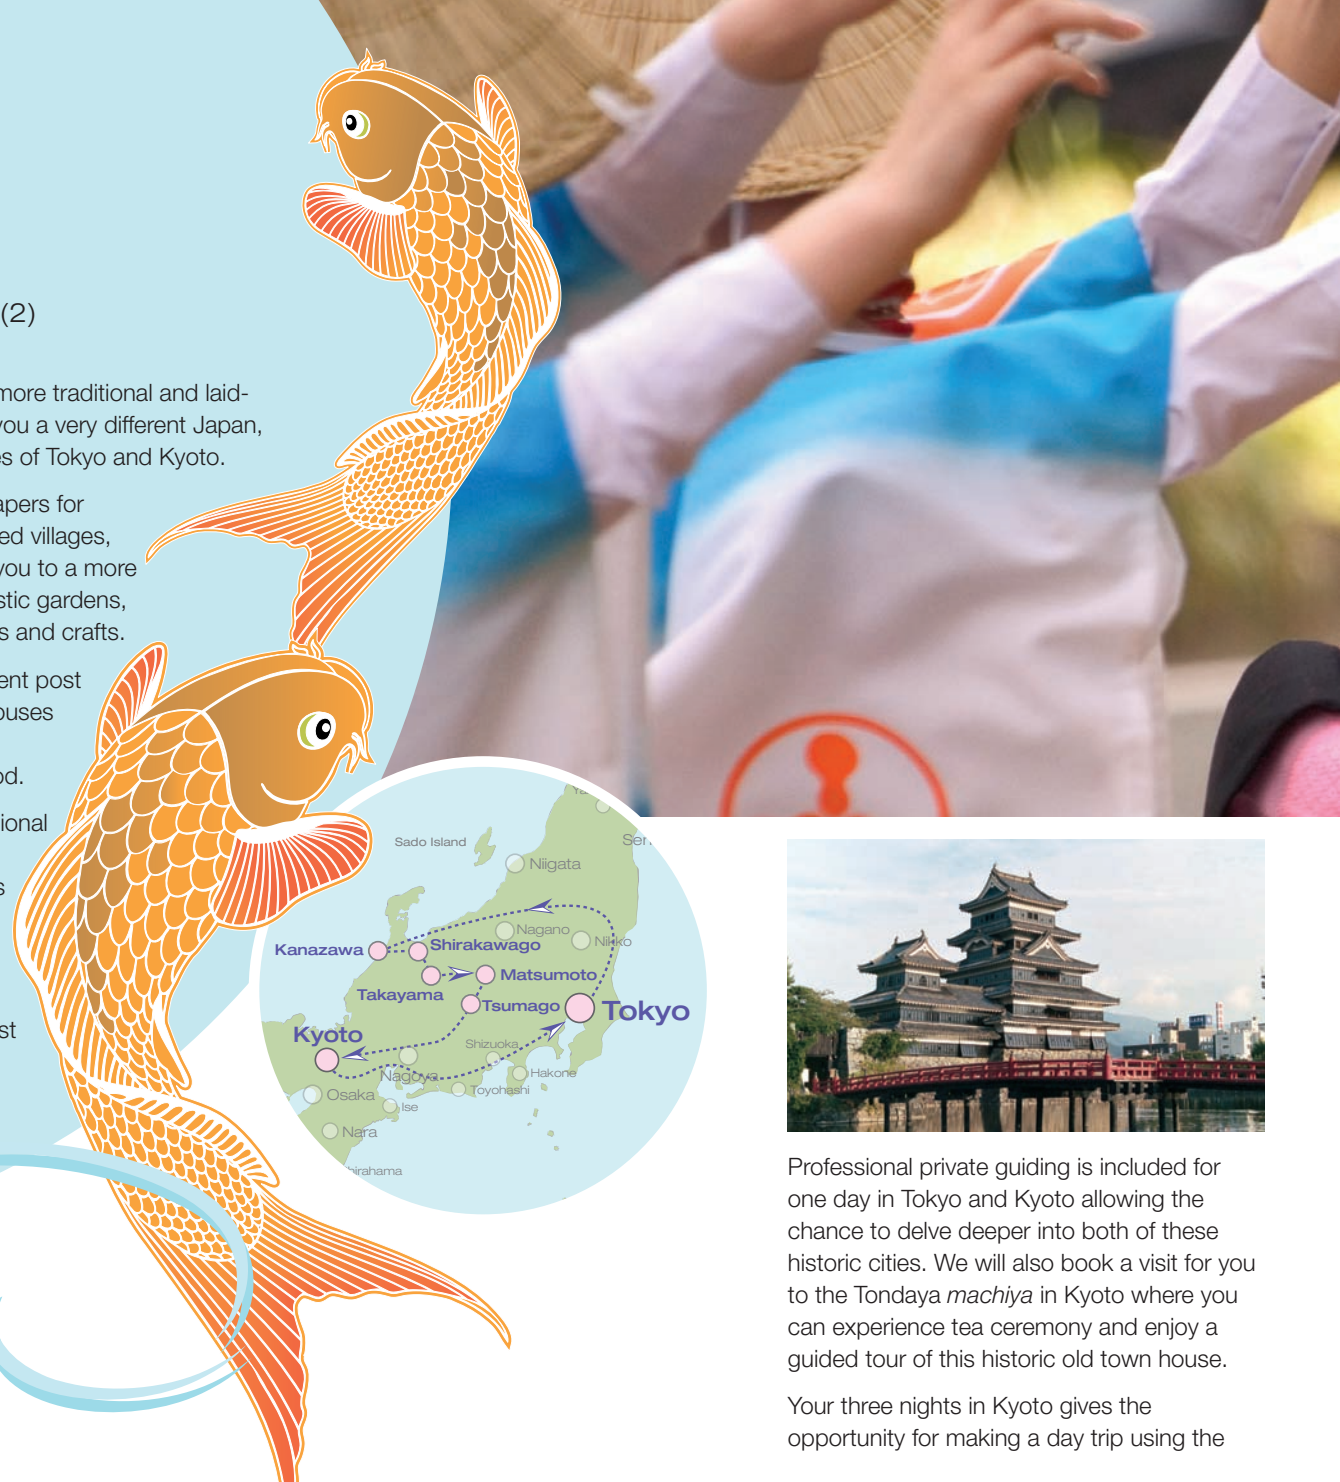 (2)
more traditional and laid-
you a very different Japan,
es of Tokyo and Kyoto.
apers for
ed villages,
you to a more
stic gardens,
s and crafts.
ent post
ouses
od.
ional
s
st
Sado Island
Niigata
Nagano
Nikko
Kanazawa
Shirakawago
Takayama
Matsumoto
Tsumago
Tokyo
Kyoto
Shizuoka
Nagoya
Hakone
Toyohashi
Osaka
Ise
Nara
hirahama
Professional private guiding is included for
one day in Tokyo and Kyoto allowing the
chance to delve deeper into both of these
historic cities. We will also book a visit for you
to the Tondaya machiya in Kyoto where you
can experience tea ceremony and enjoy a
guided tour of this historic old town house.
Your three nights in Kyoto gives the
opportunity for making a day trip using the